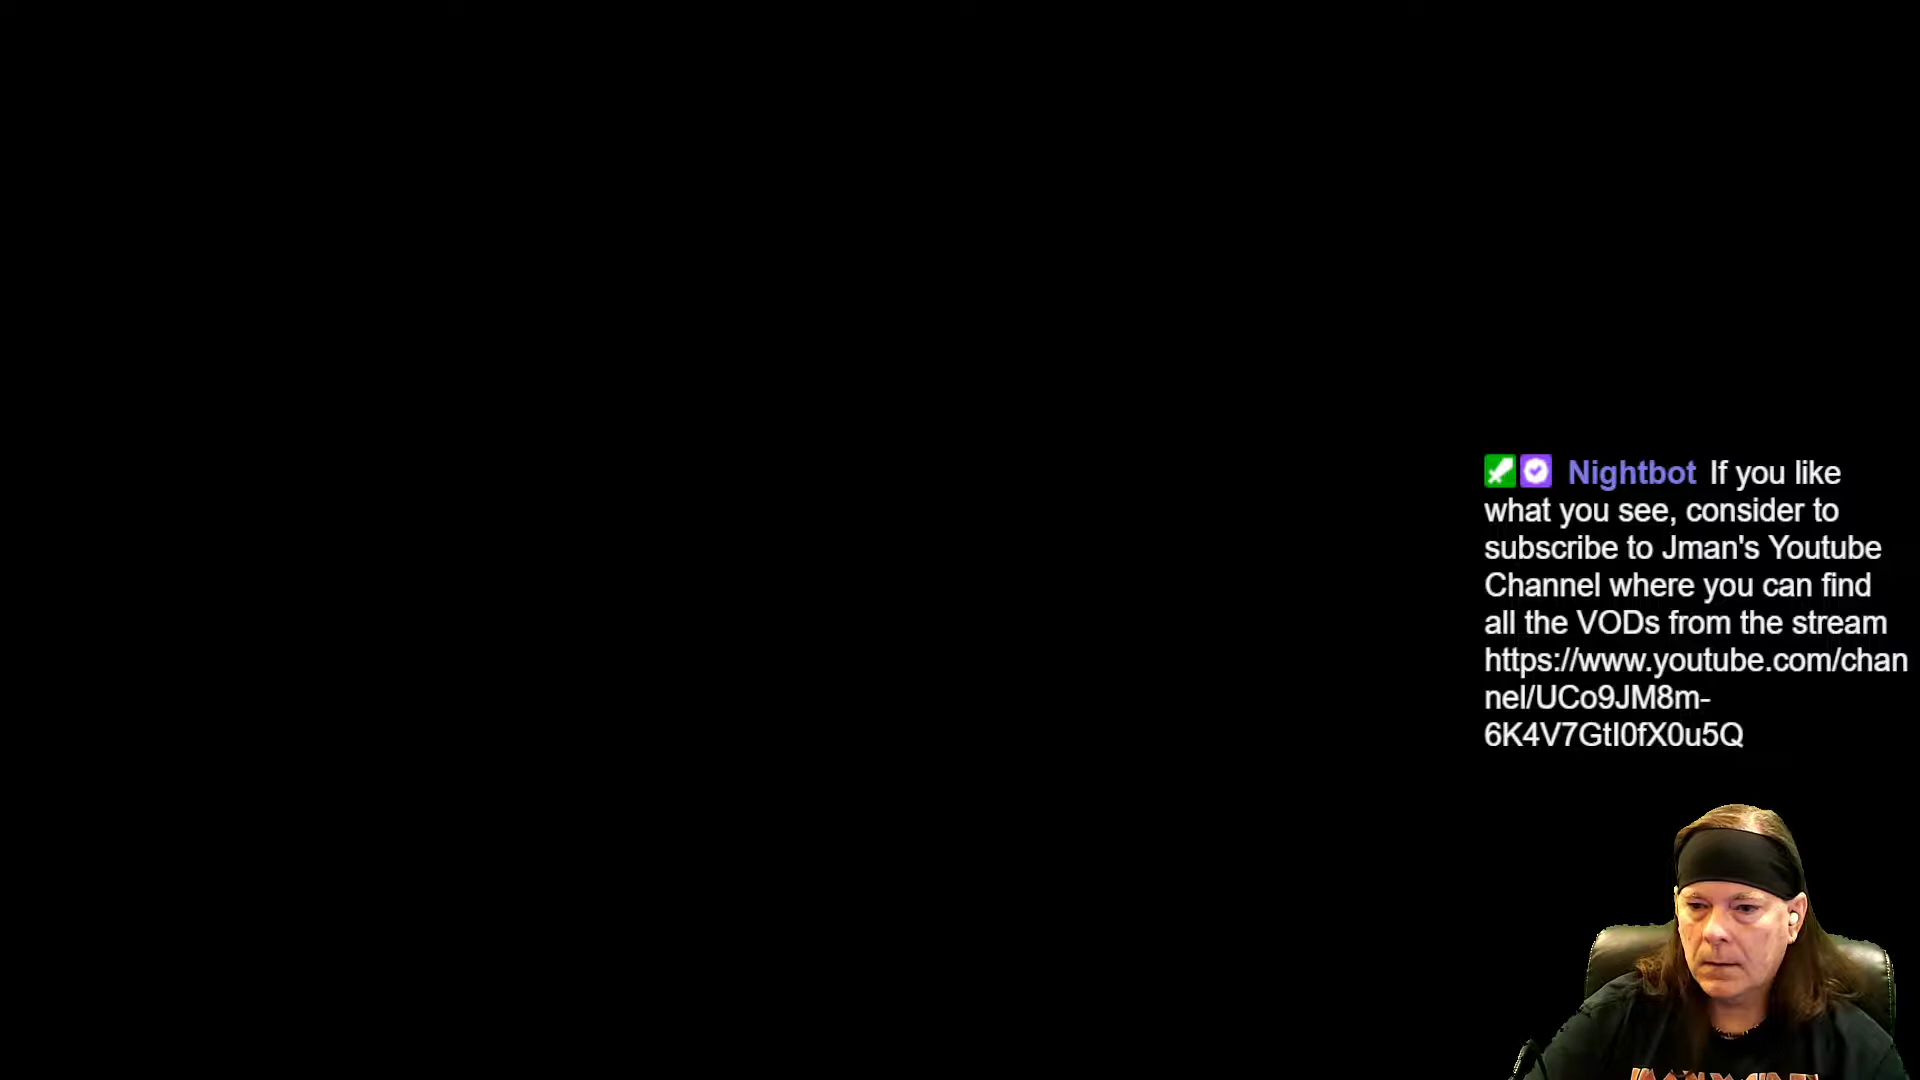 Nightbot If you like
what you see, consider to
subscribe to Jman's Youtube
Channel where you can find
all the VODs from the stream
https://www.youtube.com/chan
nel/UCo9JM8m-
6K4V7GtI0fX0u5Q